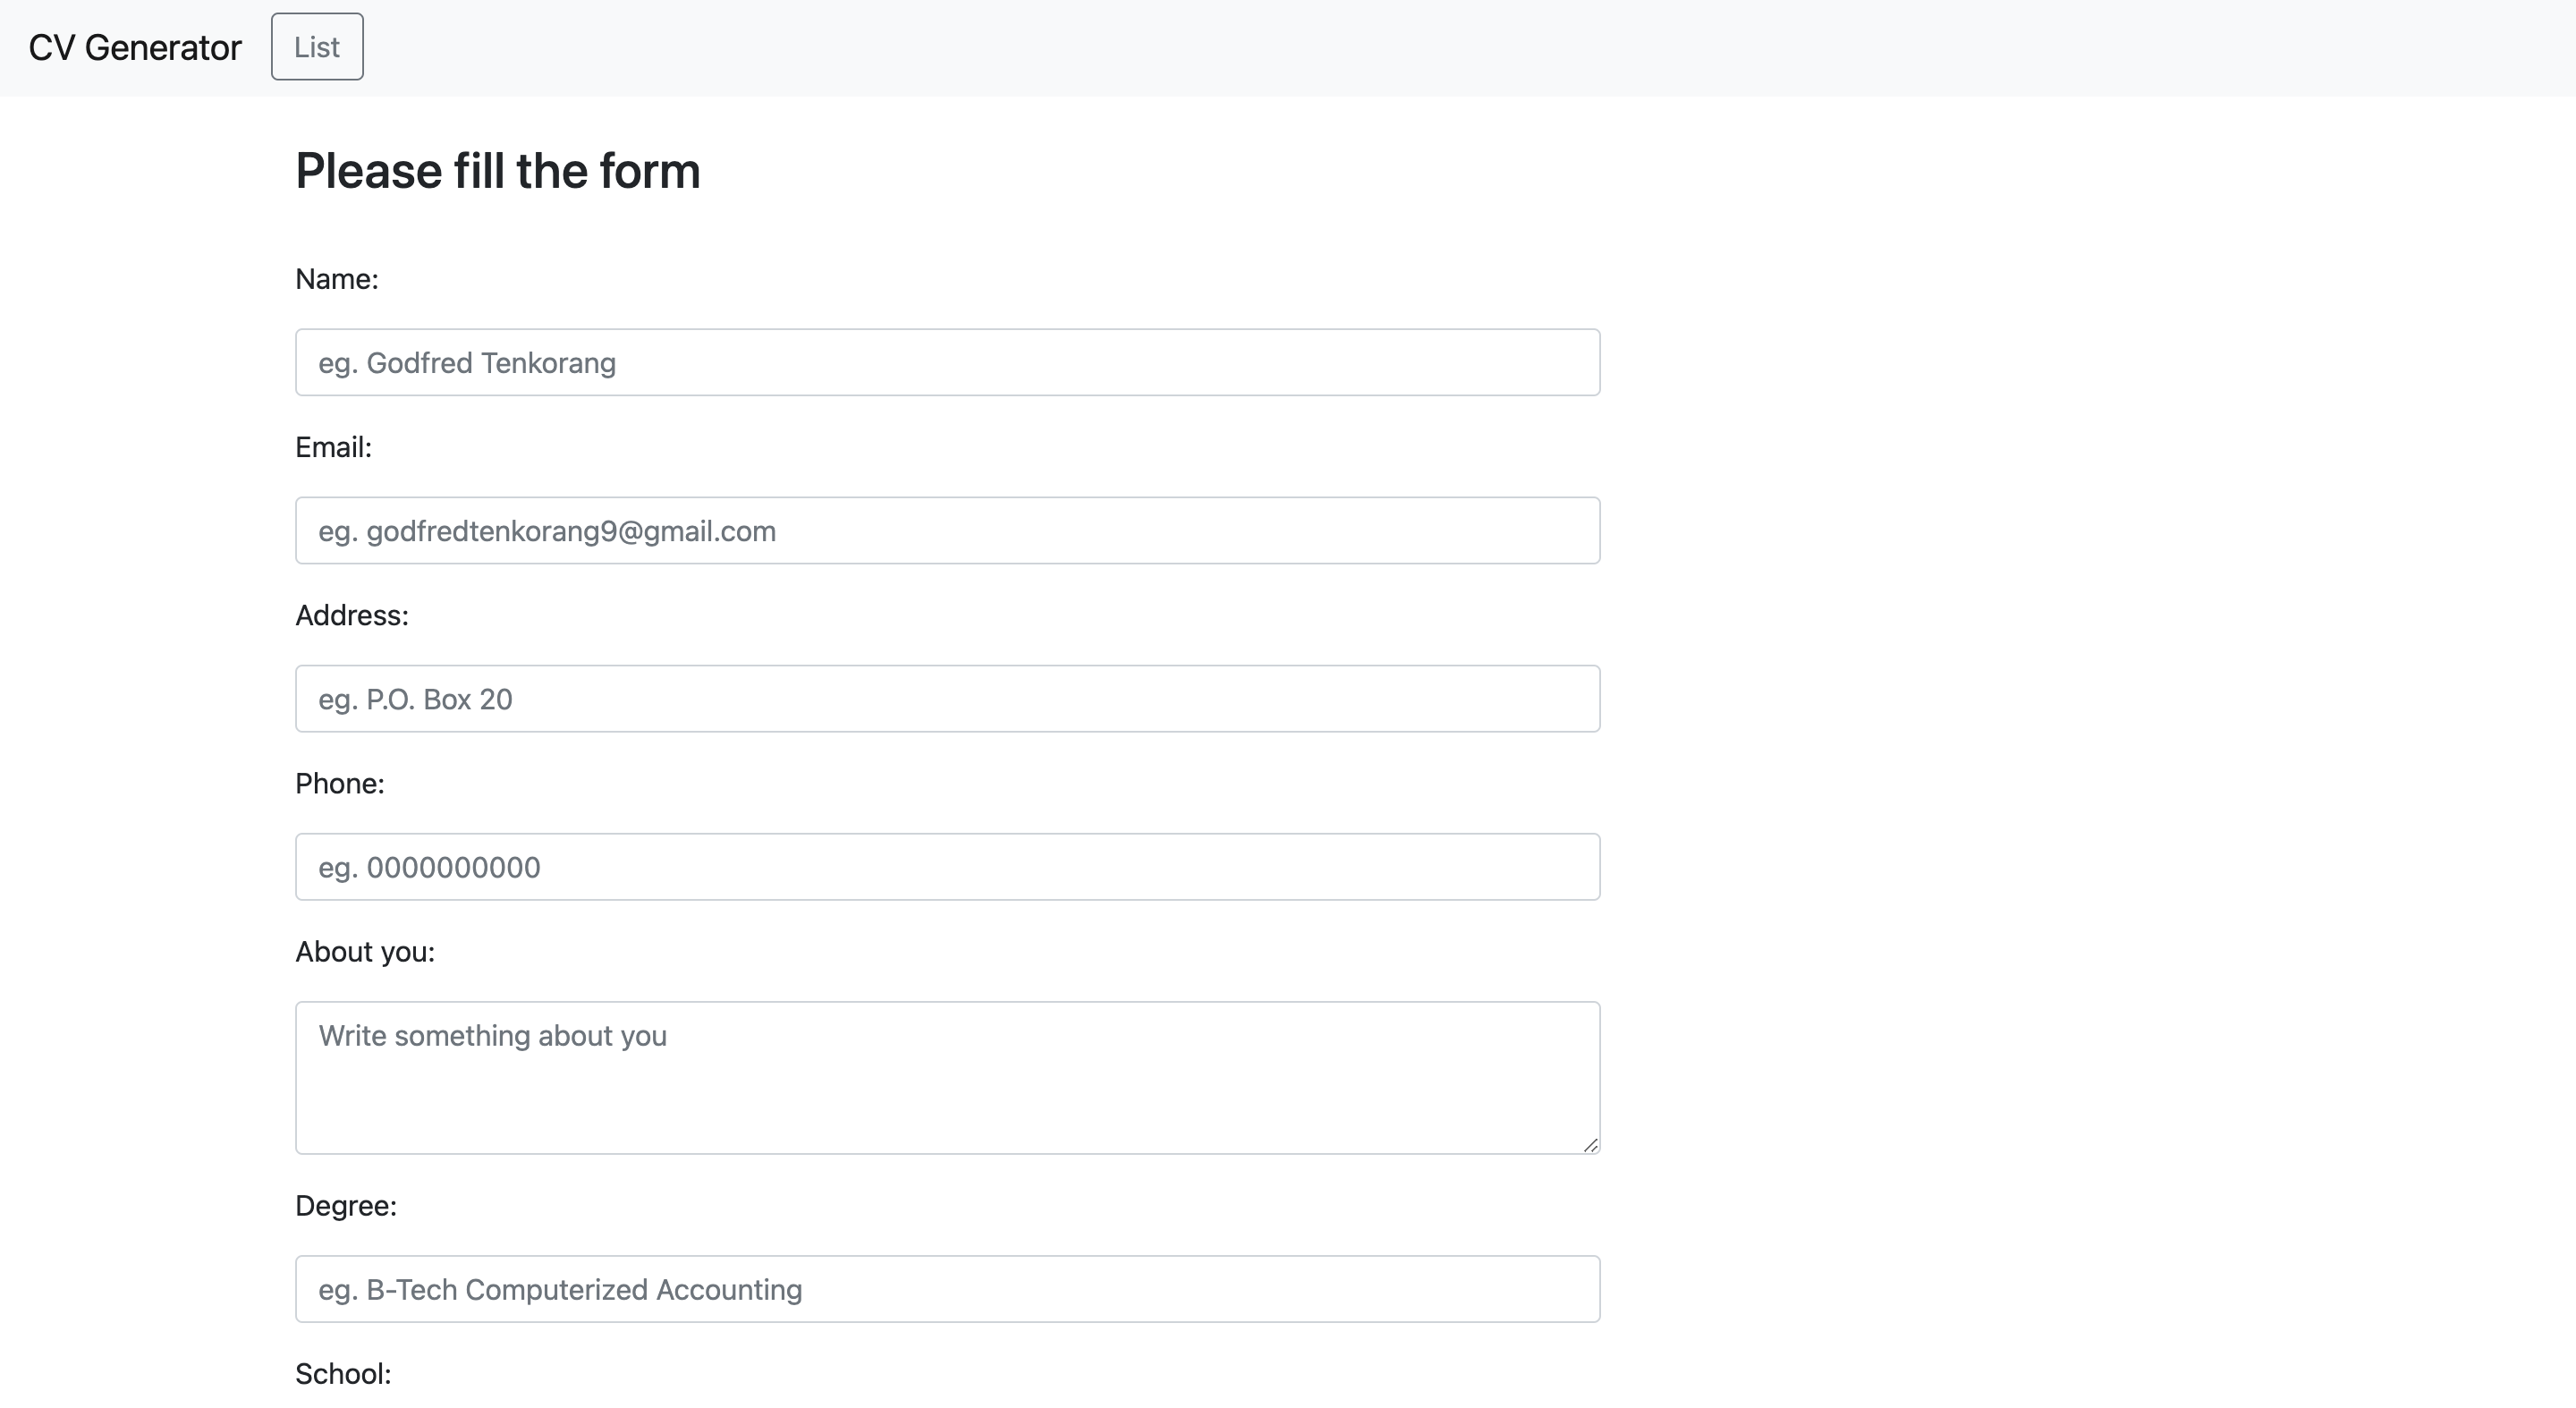 CV Generator List
Please fill the form
Name:
eg. Godfred Tenkorang
Email:
eg. godfredtenkorang9@gmail.com
Address:
eg. P.O. Box 20
Phone:
eg. 0000000000
About you:
Write something about you
Degree:
eg. B-Tech Computerized Accounting
School: